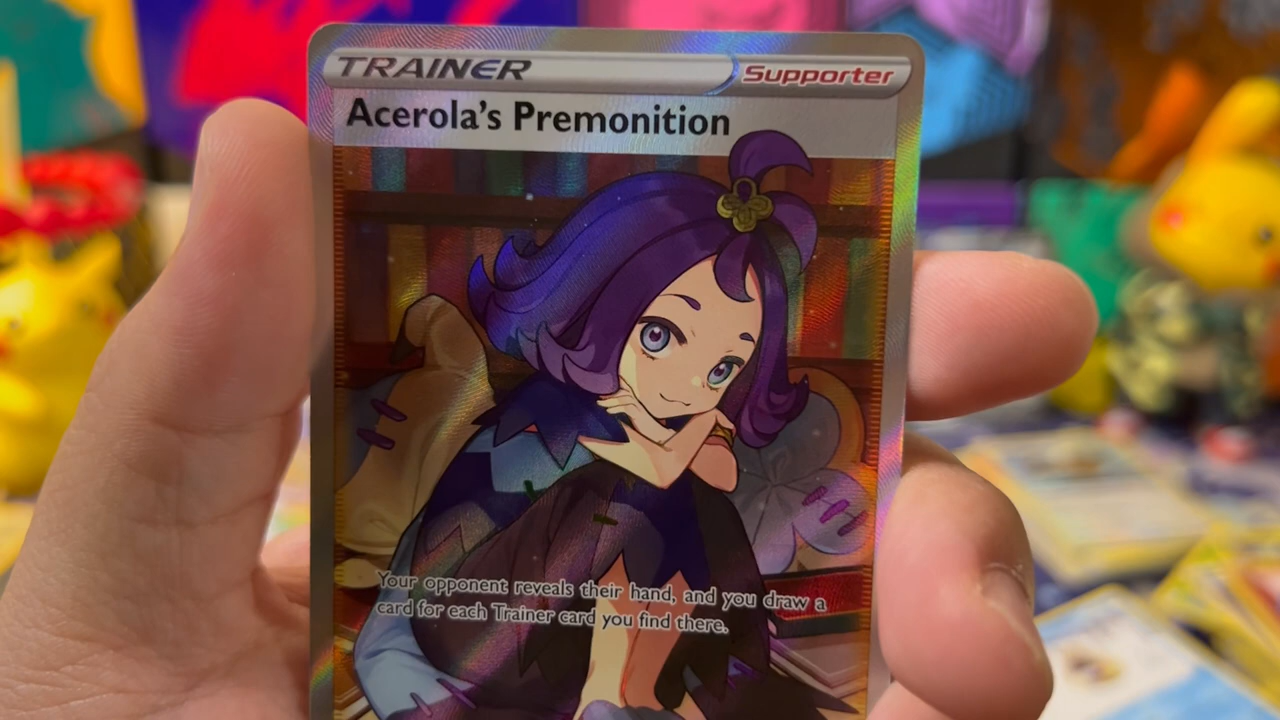 TRAINER
Supporter
Acerola's Premonition
Your opponent reveals their hand, and you draw a
card for each Trainer card you find there.